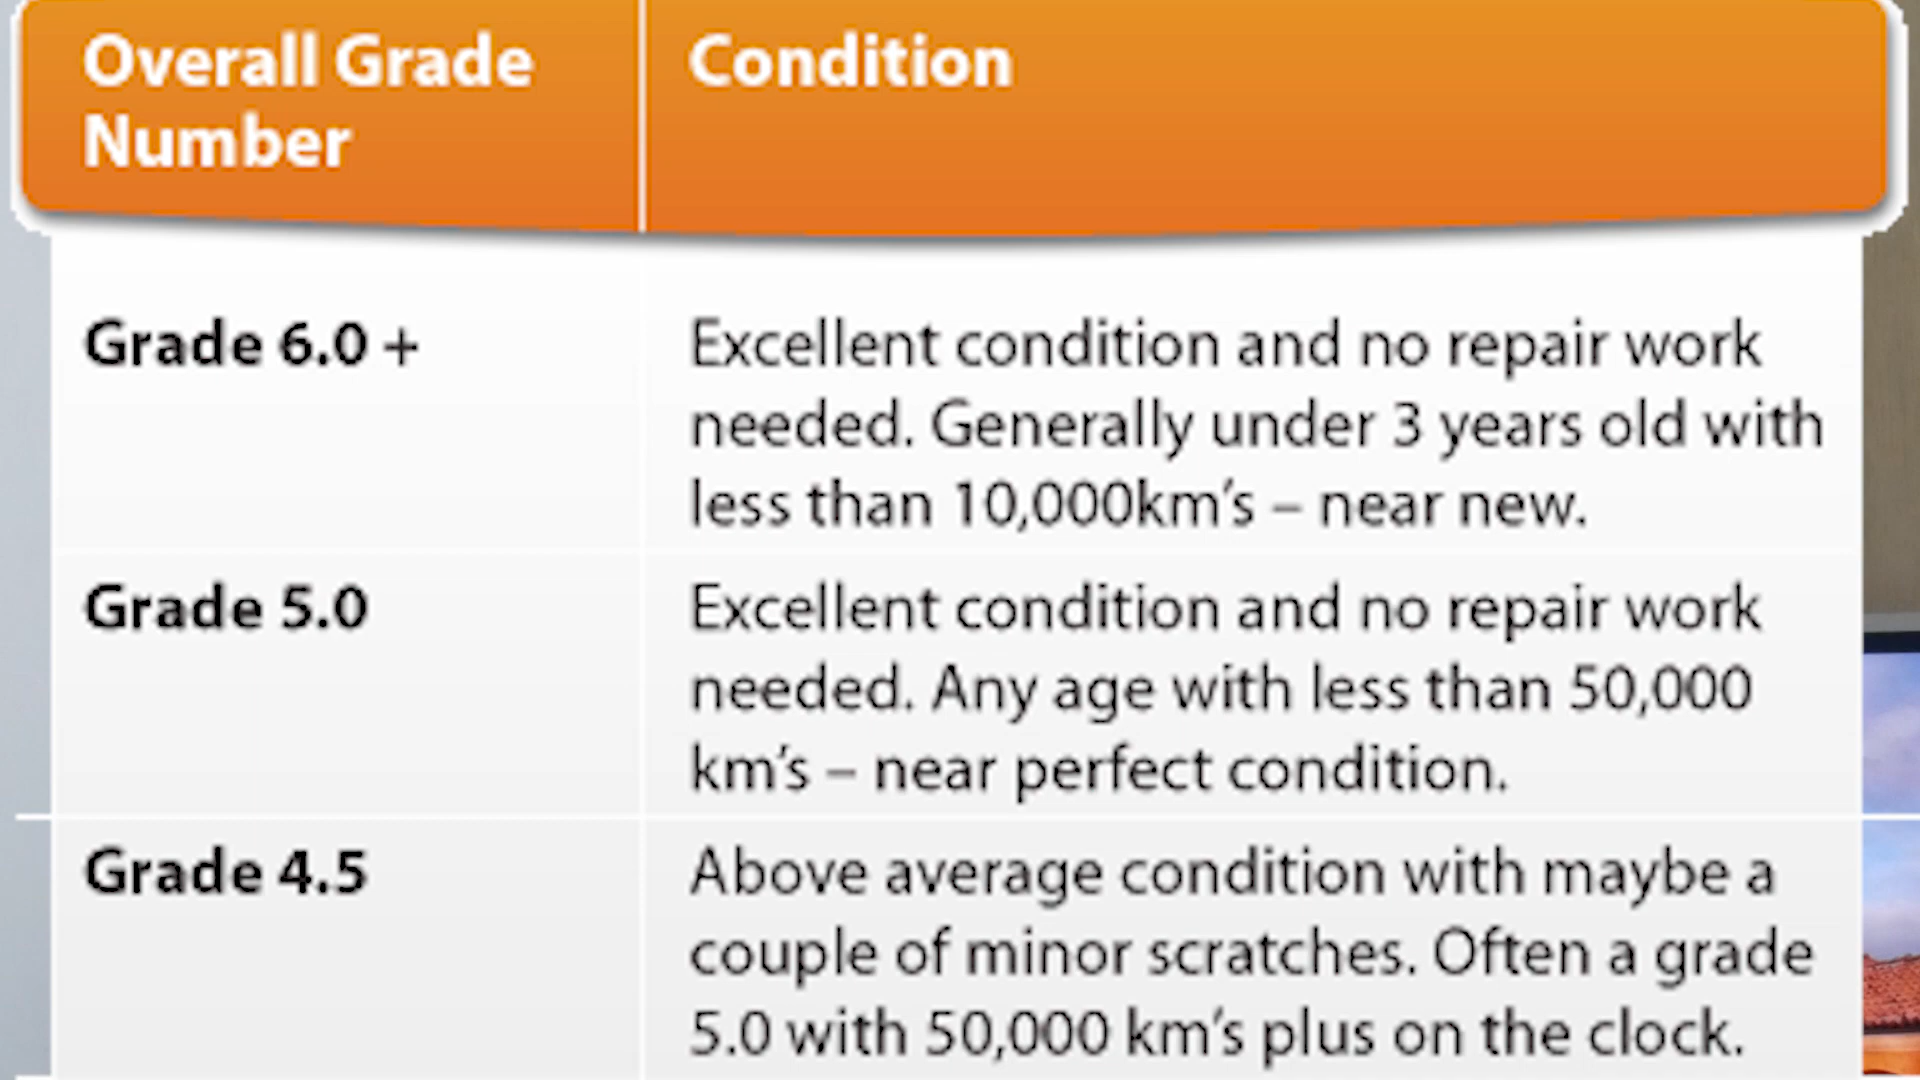 Overall Grade
Number
Condition
Grade 6.0 +
Excellent condition and no repair work
needed. Generally under 3 years old with
less than 10,000km’s – near new.
Grade 5.0
Excellent condition and no repair work
needed. Any age with less than 50,000
km’s – near perfect condition.
Grade 4.5
Above average condition with maybe a
couple of minor scratches. Often a grade
5.0 with 50,000 km’s plus on the clock.